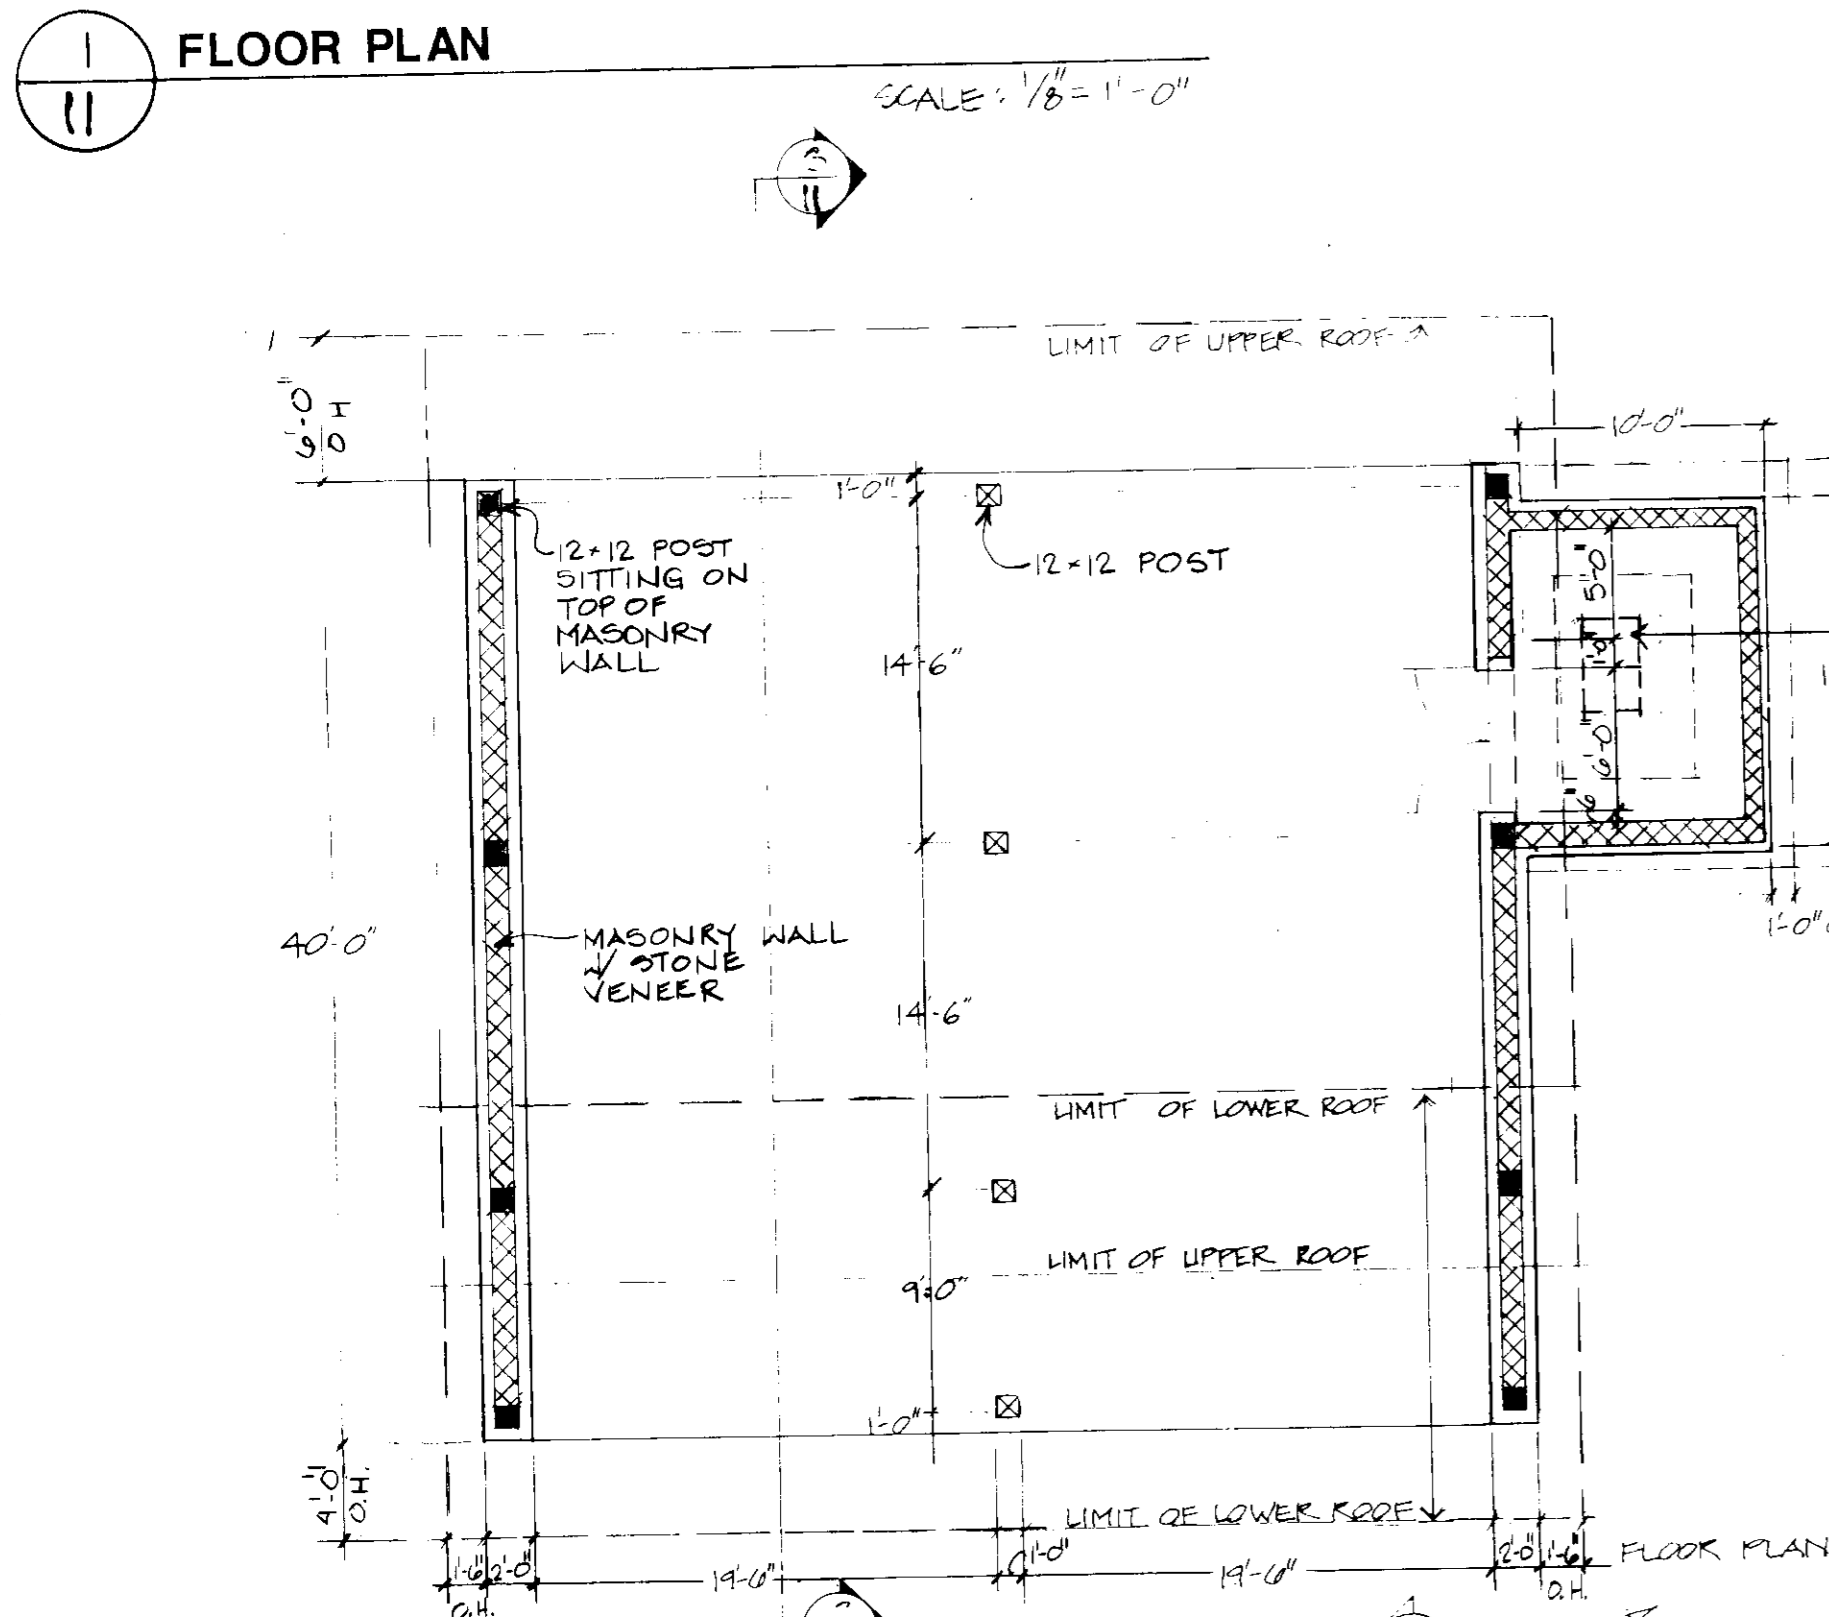 1
11
FLOOR PLAN
SCALE: 1/8" = 1'-0"
3
11
LIMIT OF UPPER ROOF
6'-0"
OH
10'-0"
1'-0"
12×12 POST
SITTING ON
TOP OF
MASONRY
WALL
12×12 POST
5'-0"
14'-6"
1'-0"
6'-0"
6"
40'-0"
MASONRY WALL
W/ STONE
VENEER
1'-0"
14'-6"
LIMIT OF LOWER ROOF
LIMIT OF UPPER ROOF
9'-0"
1'-0"
4'-0"
O.H.
LIMIT OF LOWER ROOF
1'-6"
2'-0"
19'-6"
1'-0"
19'-6"
2'-0"
1'-6"
FLOOR PLAN
O.H.
O.H.